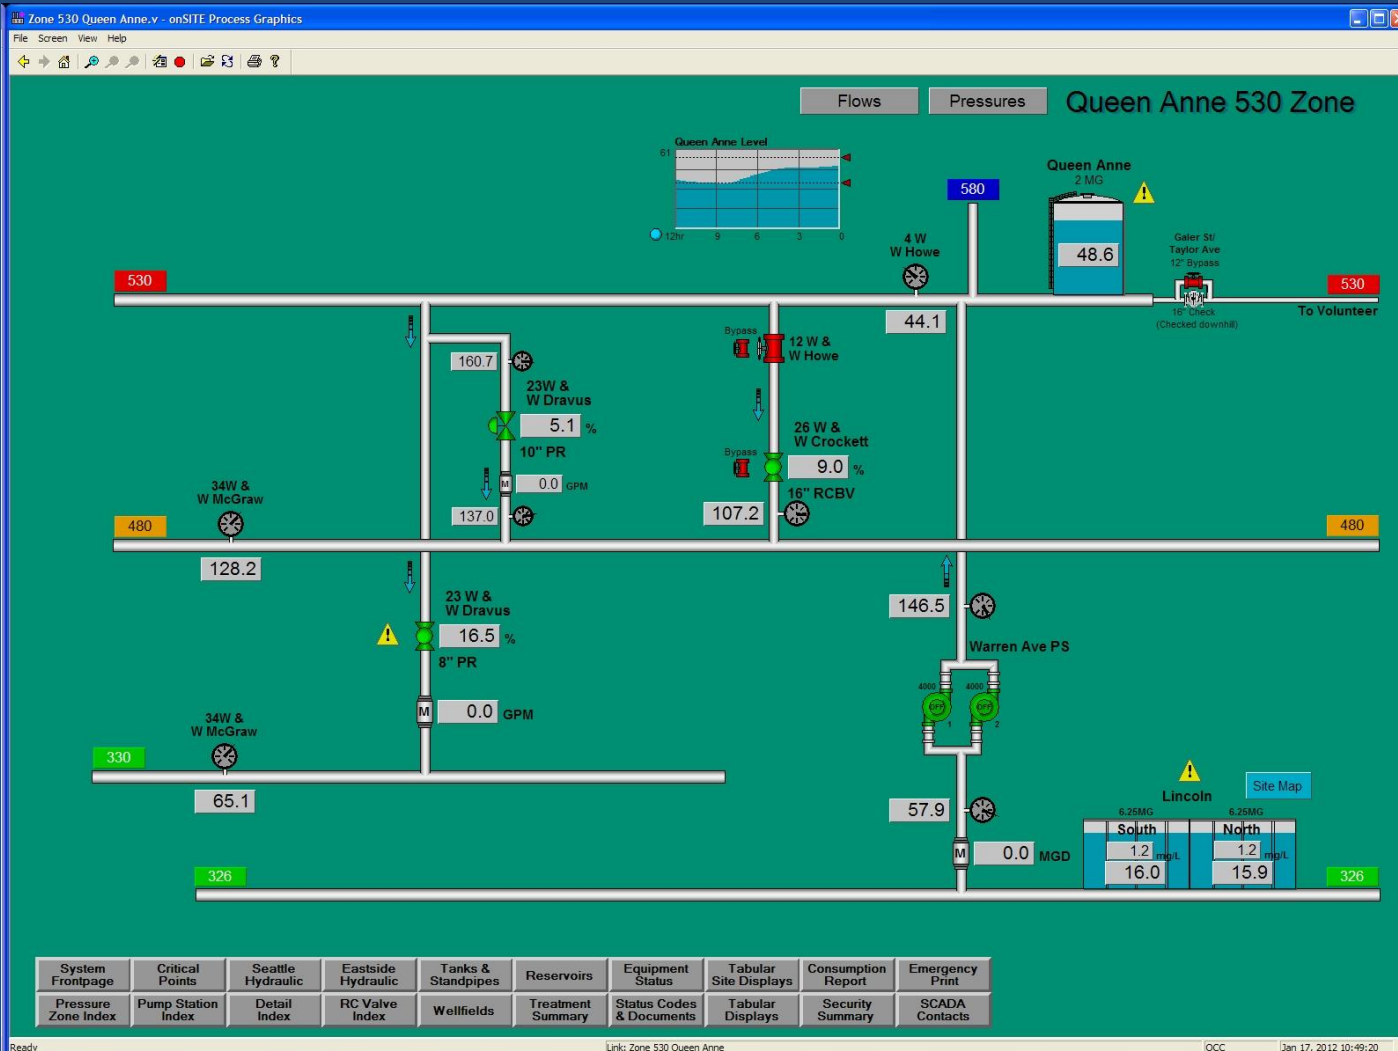 Zone 530 Queen Anne.v - onSITE Process Graphics
File Screen View Help
Flows
Pressures
Queen Anne 530 Zone
Queen Anne Level
61
12hr 9 6 3 0
580
Queen Anne
2 MG
48.6
4 W
W Howe
44.1
Galer St/
Taylor Ave
12" Bypass
16" Check
(Checked downhill)
530
530
To Volunteer
160.7
23W &
W Dravus
5.1 %
10" PR
M
0.0 GPM
137.0
Bypass
12 W &
W Howe
26 W &
W Crockett
Bypass
9.0 %
16" RCBV
107.2
34W &
W McGraw
480
480
128.2
23 W &
W Dravus
16.5 %
8" PR
M
0.0 GPM
146.5
Warren Ave PS
4000 4000
OFF OFF
1 2
34W &
W McGraw
330
65.1
57.9
M
0.0 MGD
Lincoln
Site Map
6.25MG 6.25MG
South North
1.2 mg/L 1.2 mg/L
16.0 15.9
326
326
System Frontpage
Critical Points
Seattle Hydraulic
Eastside Hydraulic
Tanks & Standpipes
Reservoirs
Equipment Status
Tabular Site Displays
Consumption Report
Emergency Print
Pressure Zone Index
Pump Station Index
Detail Index
RC Valve Index
Wellfields
Treatment Summary
Status Codes & Documents
Tabular Displays
Security Summary
SCADA Contacts
Ready
Link: Zone 530 Queen Anne
OCC
Jan 17, 2012 10:49:20